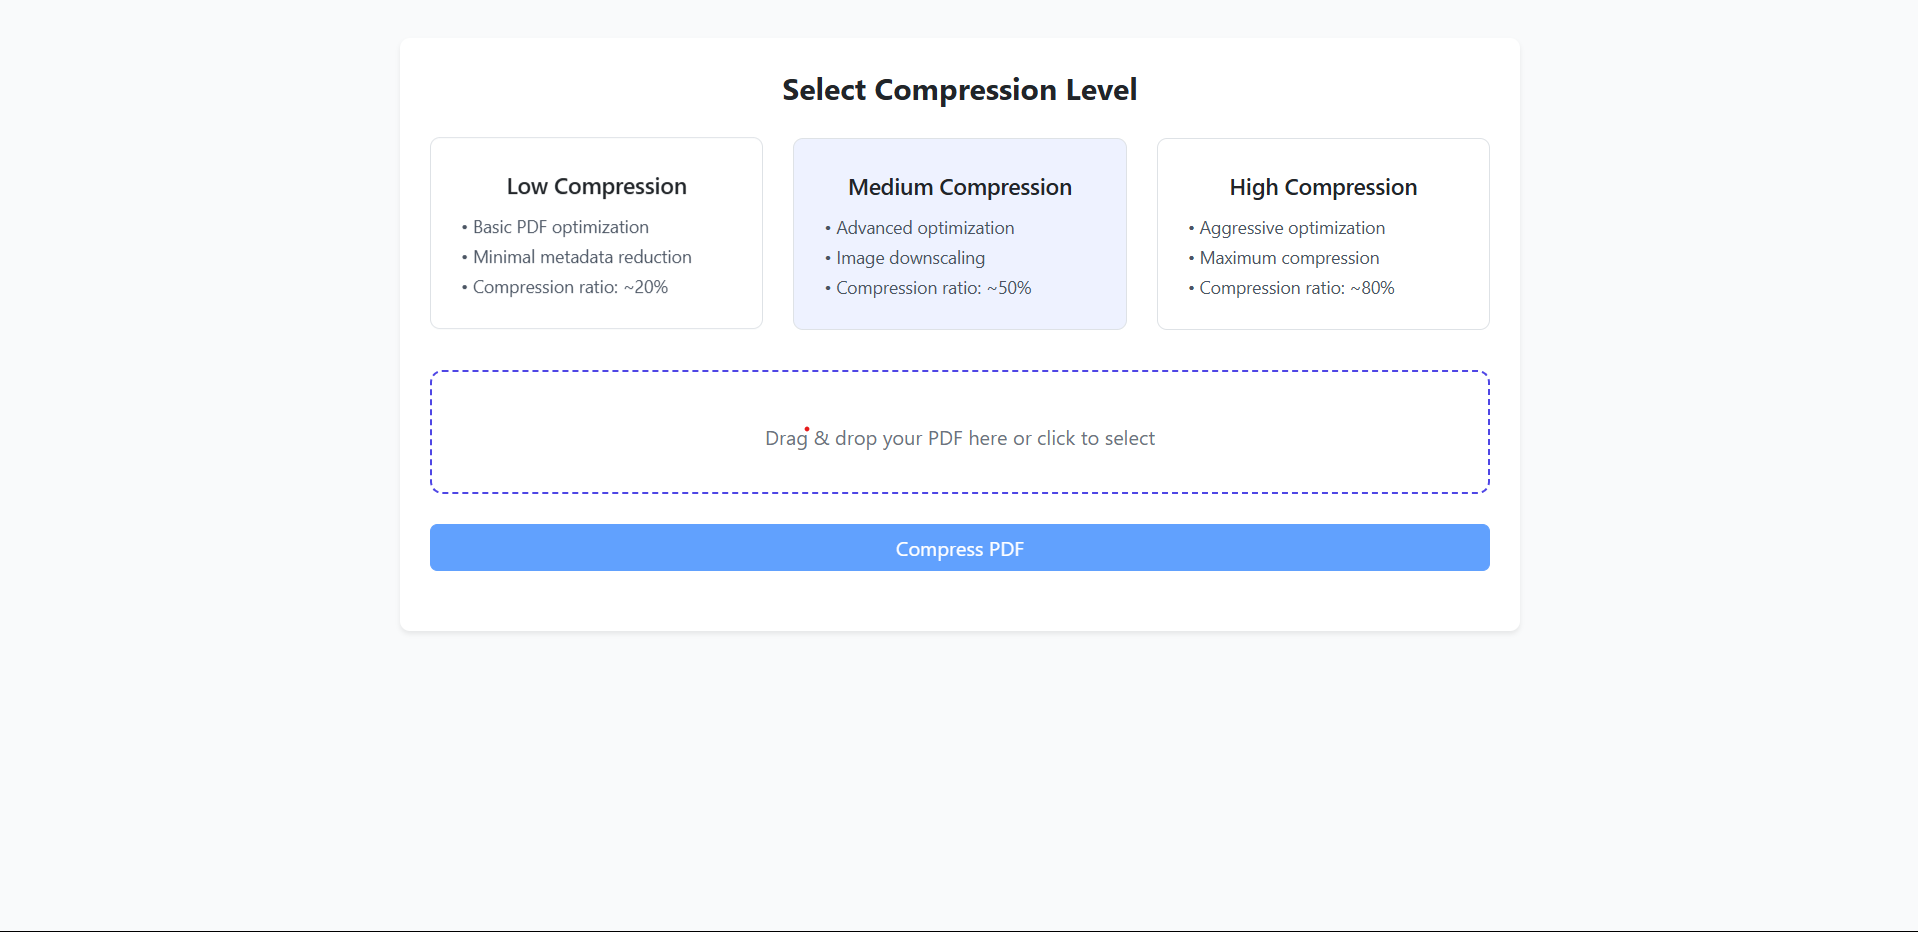 Select Compression Level
Low Compression
• Basic PDF optimization
• Minimal metadata reduction
• Compression ratio: ~20%
Medium Compression
• Advanced optimization
• Image downscaling
• Compression ratio: ~50%
High Compression
• Aggressive optimization
• Maximum compression
• Compression ratio: ~80%
Drag & drop your PDF here or click to select
Compress PDF